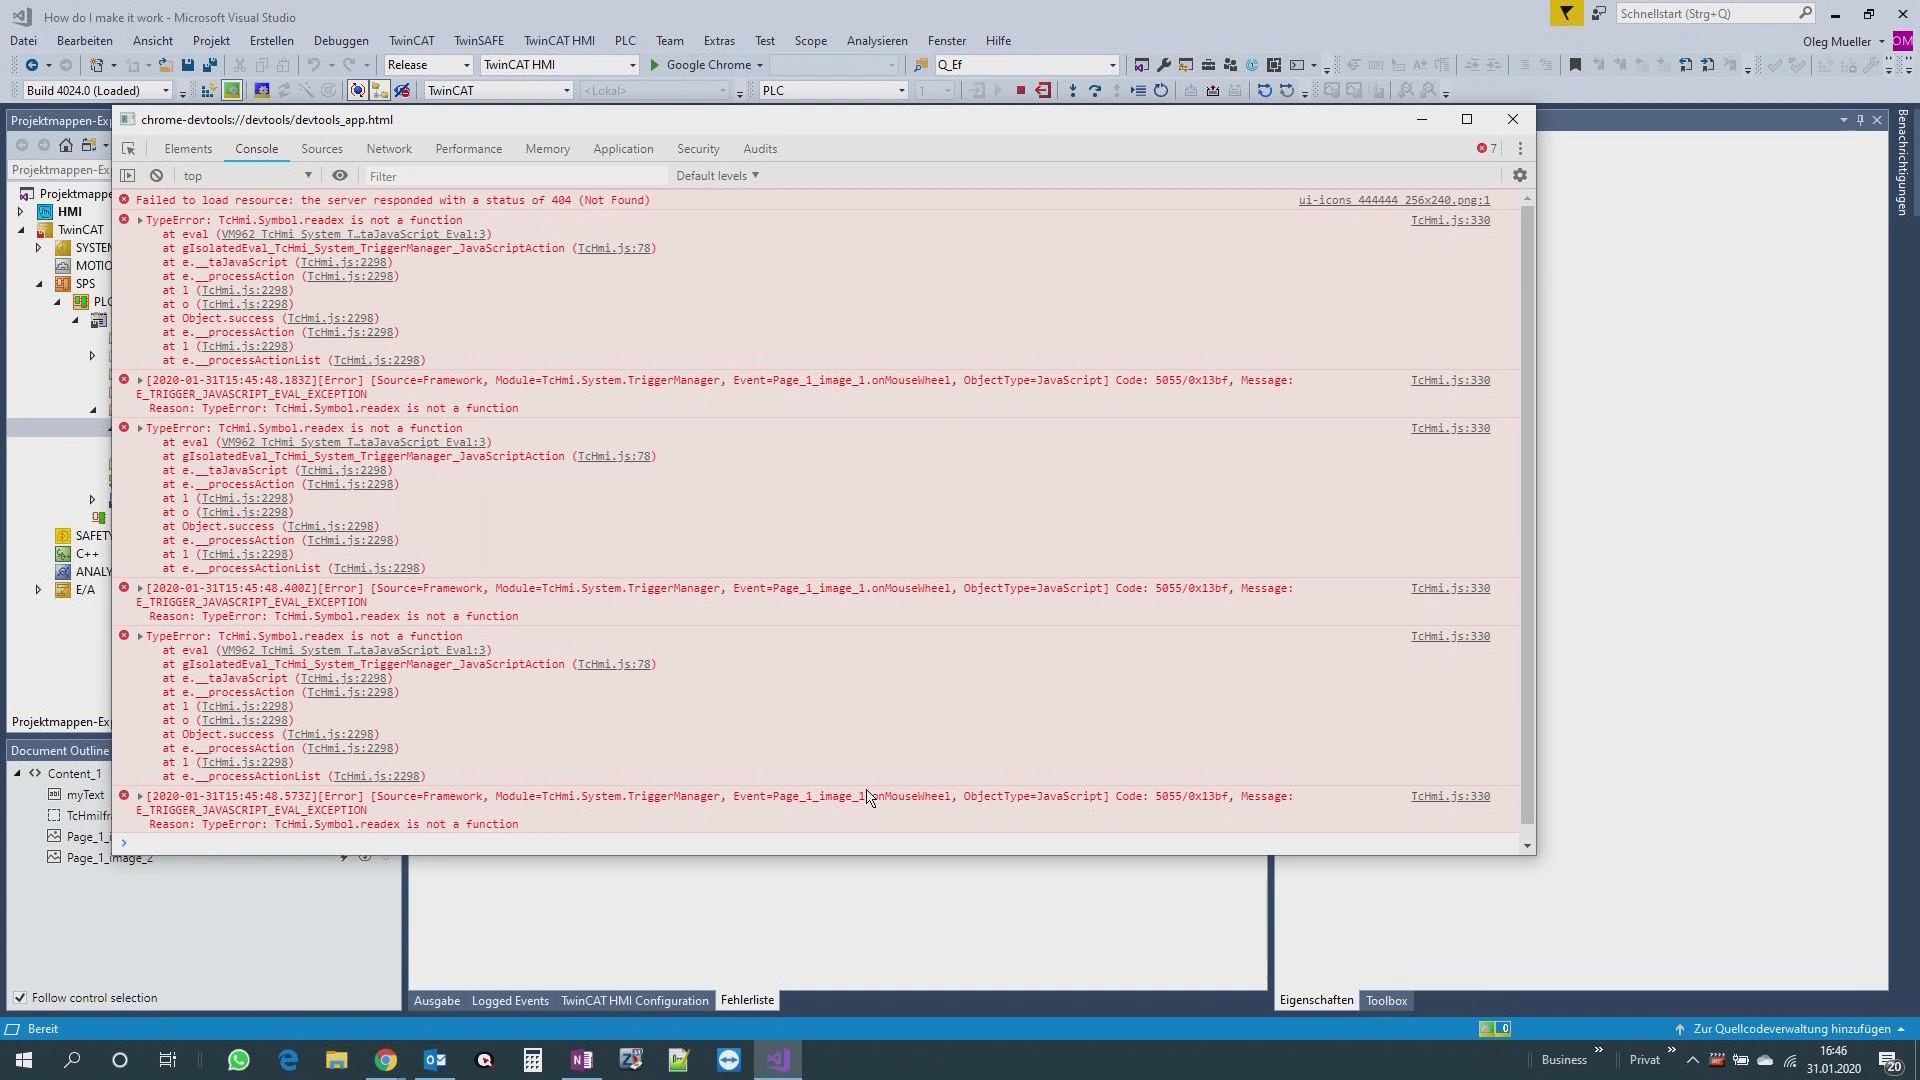 How do I make it work - Microsoft Visual Studio
Schnellstart (Strg+Q)
Datei Bearbeiten Ansicht Projekt Erstellen Debuggen TwinCAT TwinSAFE TwinCAT HMI PLC Team Extras Test Scope Analysieren Fenster Hilfe
Oleg Mueller OM
Release TwinCAT HMI Google Chrome Q_Ef
Build 4024.0 (Loaded) TwinCAT <Lokal> PLC 1
Projektmappen-Ex
chrome-devtools://devtools/devtools_app.html
Benachrichtigungen
Elements Console Sources Network Performance Memory Application Security Audits 7
top Filter Default levels
Projektmappen-Ex
Projektmappe
HMI
TwinCAT
SYSTEM
MOTIO
SPS
PLC
SAFETY
C++
ANALY
E/A
Failed to load resource: the server responded with a status of 404 (Not Found) ui-icons_444444_256x240.png:1
TypeError: TcHmi.Symbol.readex is not a function TcHmi.js:330
at eval (VM962 TcHmi_System_T…taJavaScript_Eval:3)
at gIsolatedEval_TcHmi_System_TriggerManager_JavaScriptAction (TcHmi.js:78)
at e.__taJavaScript (TcHmi.js:2298)
at e.__processAction (TcHmi.js:2298)
at l (TcHmi.js:2298)
at o (TcHmi.js:2298)
at Object.success (TcHmi.js:2298)
at e.__processAction (TcHmi.js:2298)
at l (TcHmi.js:2298)
at e.__processActionList (TcHmi.js:2298)
[2020-01-31T15:45:48.183Z][Error] [Source=Framework, Module=TcHmi.System.TriggerManager, Event=Page_1_image_1.onMouseWheel, ObjectType=JavaScript] Code: 5055/0x13bf, Message: TcHmi.js:330
E_TRIGGER_JAVASCRIPT_EVAL_EXCEPTION
Reason: TypeError: TcHmi.Symbol.readex is not a function
TypeError: TcHmi.Symbol.readex is not a function TcHmi.js:330
at eval (VM962 TcHmi_System_T…taJavaScript_Eval:3)
at gIsolatedEval_TcHmi_System_TriggerManager_JavaScriptAction (TcHmi.js:78)
at e.__taJavaScript (TcHmi.js:2298)
at e.__processAction (TcHmi.js:2298)
at l (TcHmi.js:2298)
at o (TcHmi.js:2298)
at Object.success (TcHmi.js:2298)
at e.__processAction (TcHmi.js:2298)
at l (TcHmi.js:2298)
at e.__processActionList (TcHmi.js:2298)
[2020-01-31T15:45:48.400Z][Error] [Source=Framework, Module=TcHmi.System.TriggerManager, Event=Page_1_image_1.onMouseWheel, ObjectType=JavaScript] Code: 5055/0x13bf, Message: TcHmi.js:330
E_TRIGGER_JAVASCRIPT_EVAL_EXCEPTION
Reason: TypeError: TcHmi.Symbol.readex is not a function
TypeError: TcHmi.Symbol.readex is not a function TcHmi.js:330
at eval (VM962 TcHmi_System_T…taJavaScript_Eval:3)
at gIsolatedEval_TcHmi_System_TriggerManager_JavaScriptAction (TcHmi.js:78)
at e.__taJavaScript (TcHmi.js:2298)
at e.__processAction (TcHmi.js:2298)
at l (TcHmi.js:2298)
at o (TcHmi.js:2298)
at Object.success (TcHmi.js:2298)
at e.__processAction (TcHmi.js:2298)
at l (TcHmi.js:2298)
at e.__processActionList (TcHmi.js:2298)
[2020-01-31T15:45:48.573Z][Error] [Source=Framework, Module=TcHmi.System.TriggerManager, Event=Page_1_image_1.onMouseWheel, ObjectType=JavaScript] Code: 5055/0x13bf, Message: TcHmi.js:330
E_TRIGGER_JAVASCRIPT_EVAL_EXCEPTION
Reason: TypeError: TcHmi.Symbol.readex is not a function
Projektmappen-Ex
Document Outline
Content_1
myText
TcHmiIfr
Page_1_i
Page_1_image_2
Follow control selection
Ausgabe Logged Events TwinCAT HMI Configuration Fehlerliste
Eigenschaften Toolbox
Bereit
0
Zur Quellcodeverwaltung hinzufügen
Business Privat
16:46
31.01.2020
20